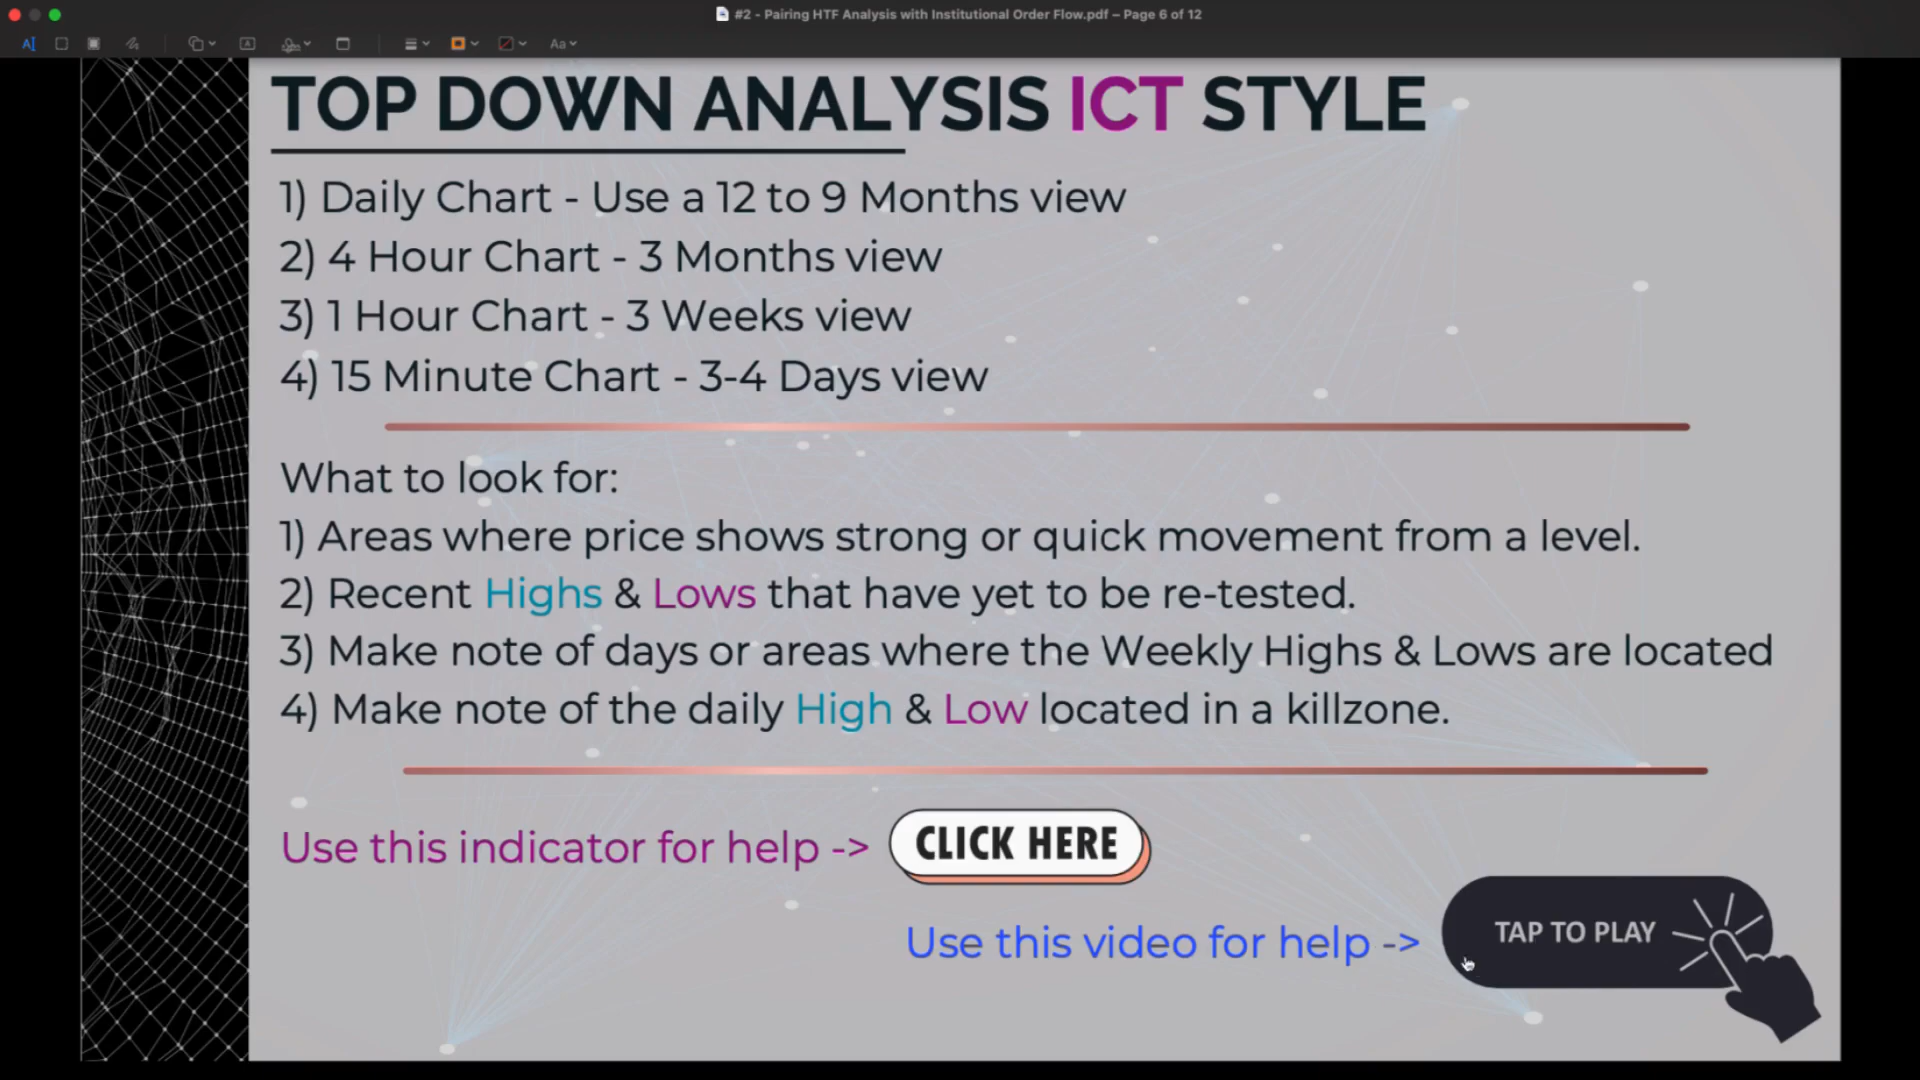 #2 - Pairing HTF Analysis with Institutional Order Flow.pdf – Page 6 of 12
Aa
TOP DOWN ANALYSIS ICT STYLE
1) Daily Chart - Use a 12 to 9 Months view
2) 4 Hour Chart - 3 Months view
3) 1 Hour Chart - 3 Weeks view
4) 15 Minute Chart - 3-4 Days view
What to look for:
1) Areas where price shows strong or quick movement from a level.
2) Recent Highs & Lows that have yet to be re-tested.
3) Make note of days or areas where the Weekly Highs & Lows are located
4) Make note of the daily High & Low located in a killzone.
Use this indicator for help -> CLICK HERE
Use this video for help -> TAP TO PLAY